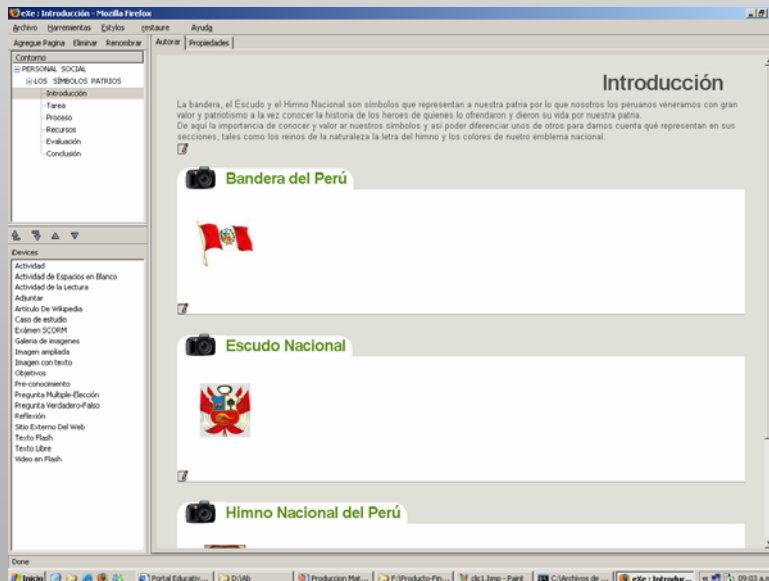 eXe : Introducción - Mozilla Firefox
Archivo Herramientas Estylos restaure Ayuda
Agregue Pagina Eliminar Renombrar
Autorar Propiedades
Contorno
PERSONAL SOCIAL
LOS SÍMBOLOS PATRIOS
Introducción
Tarea
Proceso
Recursos
Evaluación
Conclusión
iDevices
Actividad
Actividad de Espacios en Blanco
Actividad de la Lectura
Adjuntar
Artículo De Wikipedia
Caso de estudio
Exámen SCORM
Galeria de imagenes
Imagen ampliada
Imagen con texto
Objetivos
Pre-conocimiento
Pregunta Multiple-Elección
Pregunta Verdadero-Falso
Reflexión
Sitio Externo Del Web
Texto Flash
Texto Libre
Video en Flash
Introducción
La bandera, el Escudo y el Himno Nacional son símbolos que representan a nuestra patria por lo que nosotros los peruanos veneramos con gran
valor y patriotismo a la vez conocer la historia de los heroes de quienes lo ofrendaron y dieron su vida por nuestra patria.
De aquí la importancia de conocer y valor ar nuestros símbolos y asi poder diferenciar unos de otros para darnos cuenta qué representan en sus
secciones, tales como los reinos de la naturaleza la letra del himno y los colores de nuetro emblema nacional.
Bandera del Perú
Escudo Nacional
Himno Nacional del Perú
Done
Inicio Portal Educativ... D:\Ab Produccion Mat... F:\Producto-Fin... clic1.bmp - Paint C:\Archivos de ... eXe : Introduc... 09:03 a.